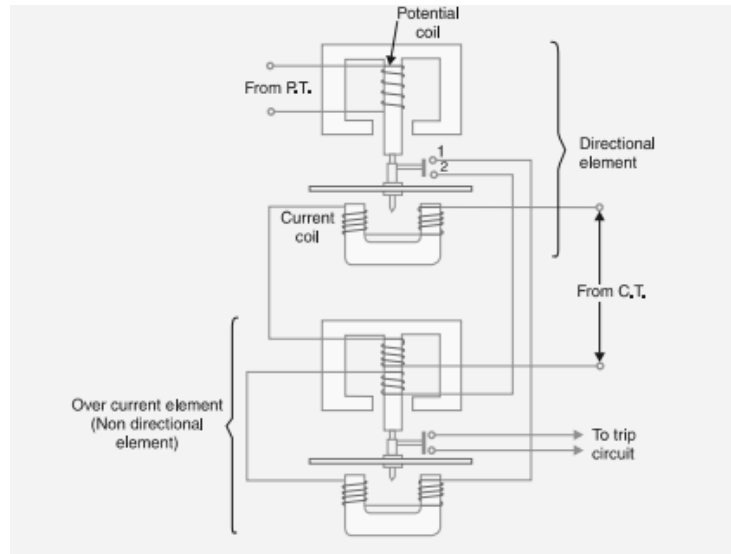 Potential
coil
From P.T.
1
2
Directional
element
Current
coil
From C.T.
Over current element
(Non directional
element)
To trip
circuit